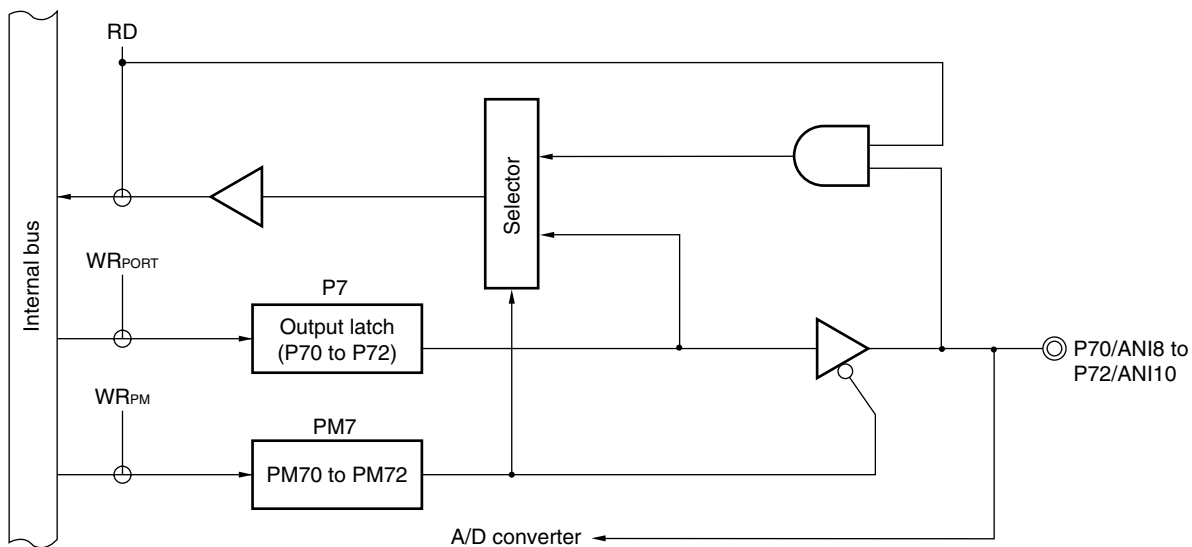 RD
Internal bus
Selector
WRPORT
P7
Output latch
(P70 to P72)
P70/ANI8 to
P72/ANI10
WRPM
PM7
PM70 to PM72
A/D converter